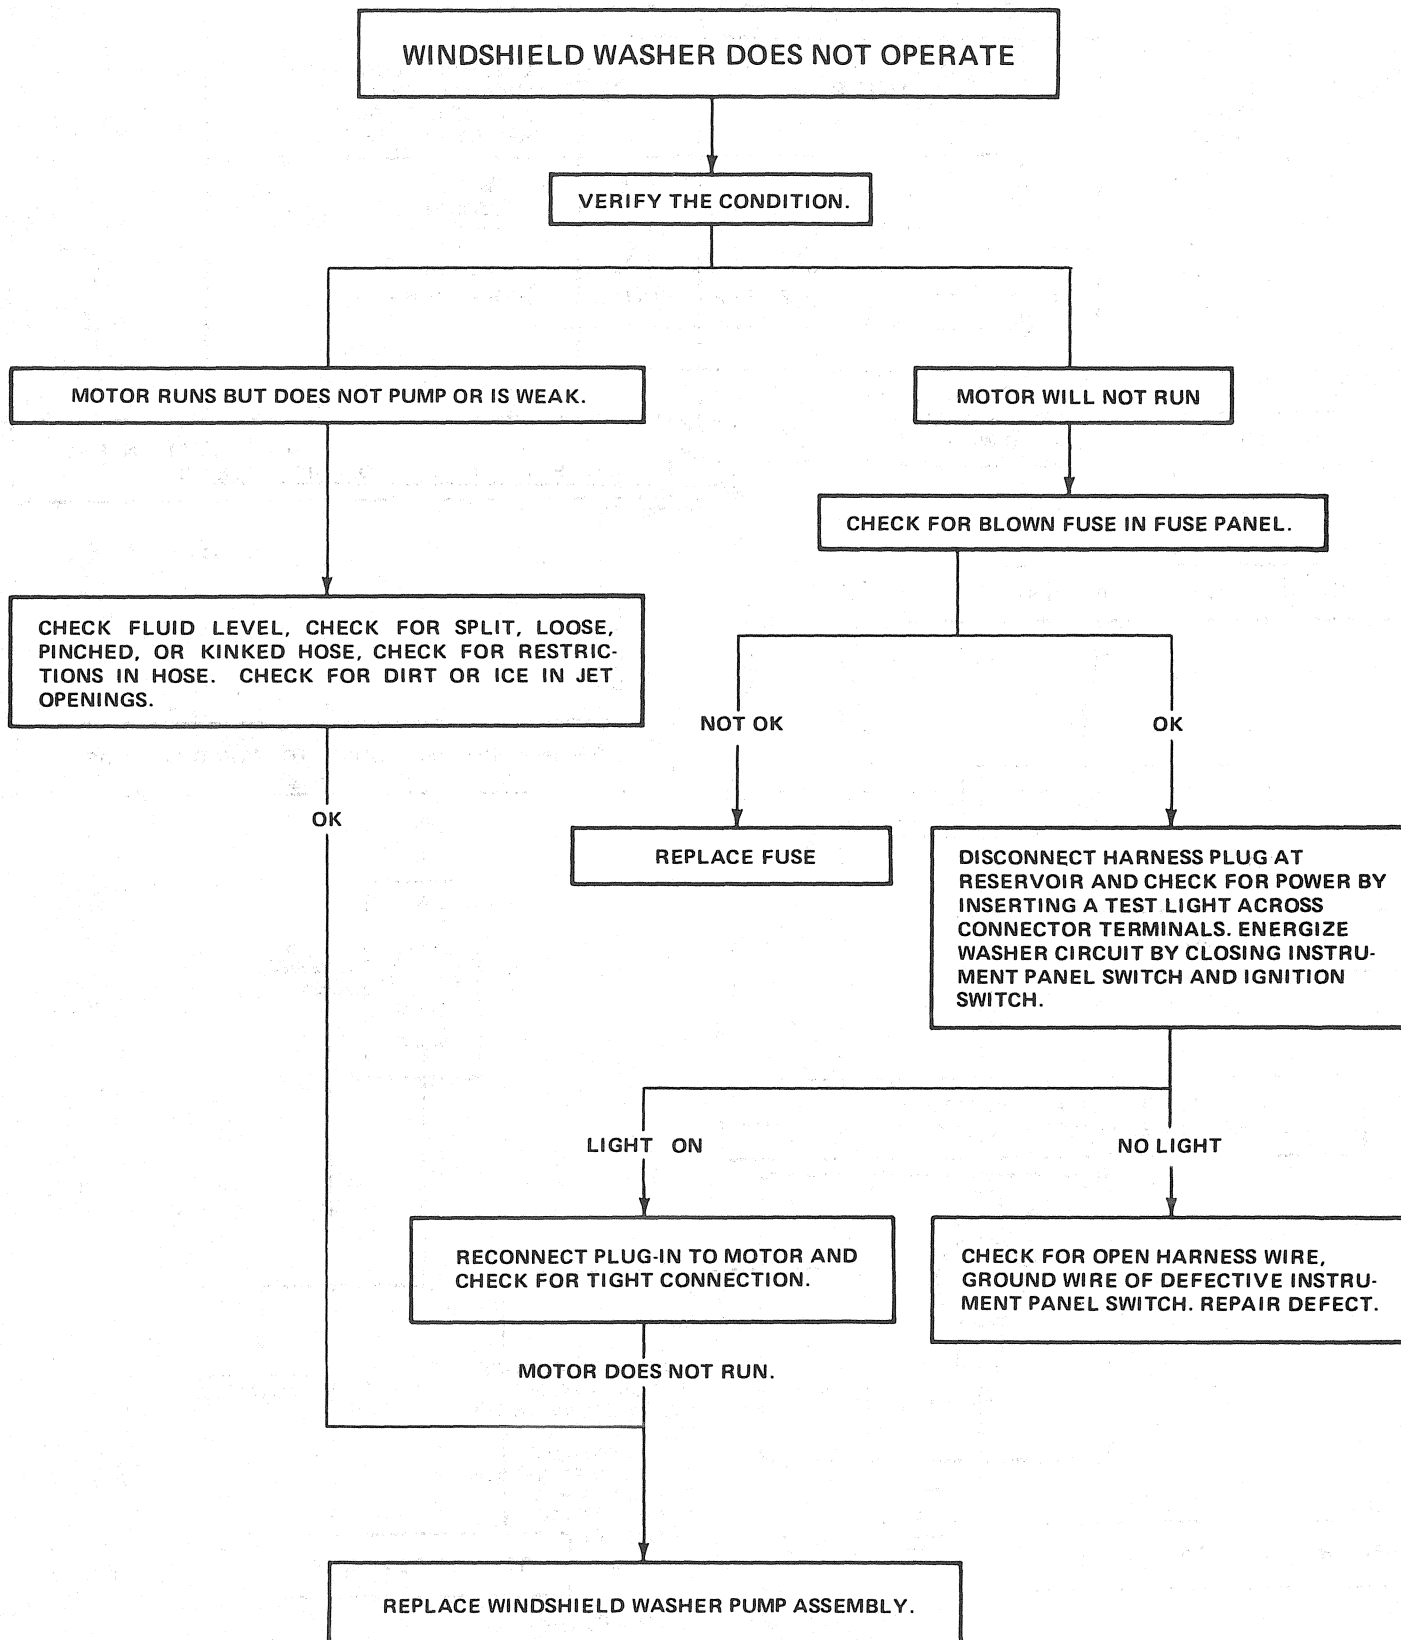 WINDSHIELD WASHER DOES NOT OPERATE
VERIFY THE CONDITION.
MOTOR RUNS BUT DOES NOT PUMP OR IS WEAK.
MOTOR WILL NOT RUN
CHECK FOR BLOWN FUSE IN FUSE PANEL.
CHECK FLUID LEVEL, CHECK FOR SPLIT, LOOSE,
PINCHED, OR KINKED HOSE, CHECK FOR RESTRIC-
TIONS IN HOSE. CHECK FOR DIRT OR ICE IN JET
OPENINGS.
NOT OK
OK
OK
REPLACE FUSE
DISCONNECT HARNESS PLUG AT
RESERVOIR AND CHECK FOR POWER BY
INSERTING A TEST LIGHT ACROSS
CONNECTOR TERMINALS. ENERGIZE
WASHER CIRCUIT BY CLOSING INSTRU-
MENT PANEL SWITCH AND IGNITION
SWITCH.
LIGHT ON
NO LIGHT
RECONNECT PLUG-IN TO MOTOR AND
CHECK FOR TIGHT CONNECTION.
CHECK FOR OPEN HARNESS WIRE,
GROUND WIRE OF DEFECTIVE INSTRU-
MENT PANEL SWITCH. REPAIR DEFECT.
MOTOR DOES NOT RUN.
REPLACE WINDSHIELD WASHER PUMP ASSEMBLY.